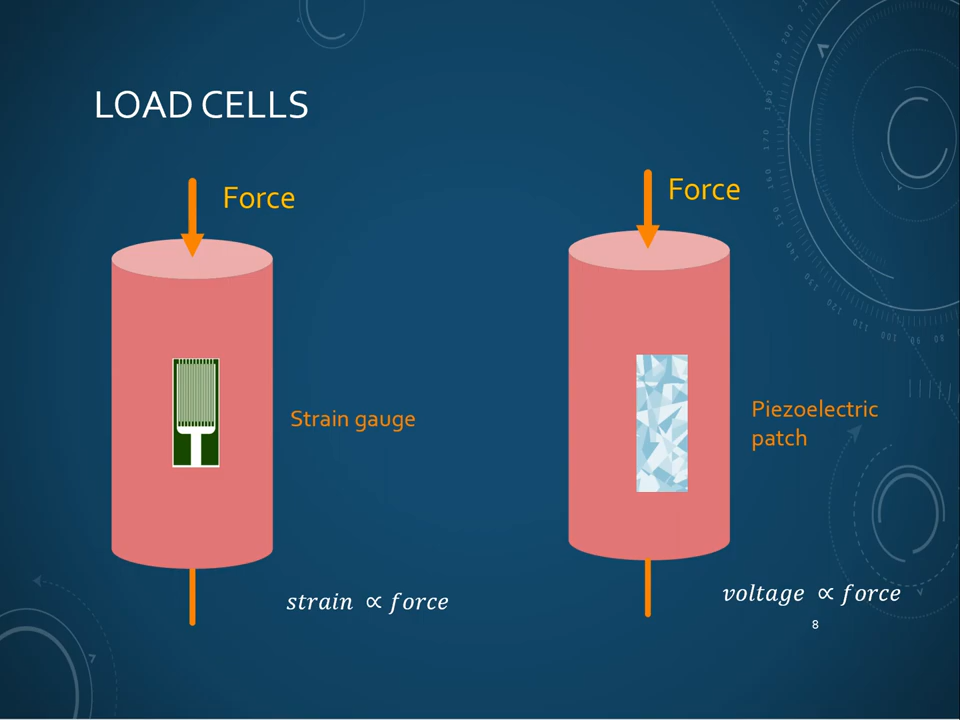 LOAD CELLS
Force
Force
Strain gauge
Piezoelectric
patch
strain ∝ force
voltage ∝ force
8